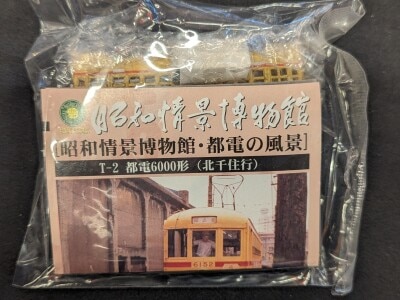 昭和情景博物館
[昭和情景博物館・都電の風景]
T-2 都電6000形（北千住行）
6152